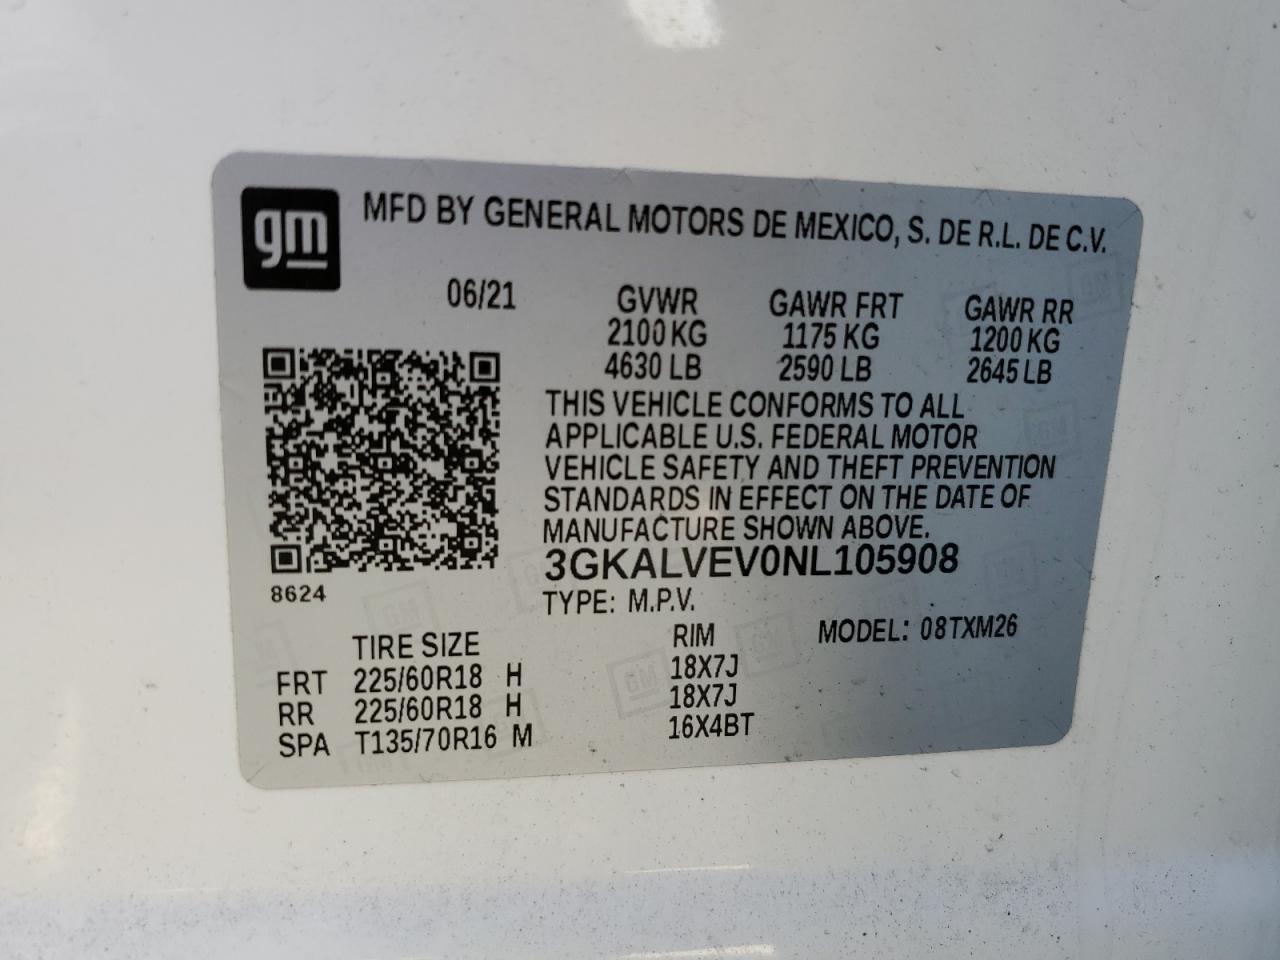 gm
MFD BY GENERAL MOTORS DE MEXICO, S. DE R.L. DE C.V.
06/21 GVWR GAWR FRT GAWR RR
2100 KG 1175 KG 1200 KG
4630 LB 2590 LB 2645 LB
THIS VEHICLE CONFORMS TO ALL
APPLICABLE U.S. FEDERAL MOTOR
VEHICLE SAFETY AND THEFT PREVENTION
STANDARDS IN EFFECT ON THE DATE OF
MANUFACTURE SHOWN ABOVE.
3GKALVEV0NL105908
8624
TYPE: M.P.V. MODEL: 08TXM26
TIRE SIZE RIM
FRT 225/60R18 H 18X7J
RR 225/60R18 H 18X7J
SPA T135/70R16 M 16X4BT